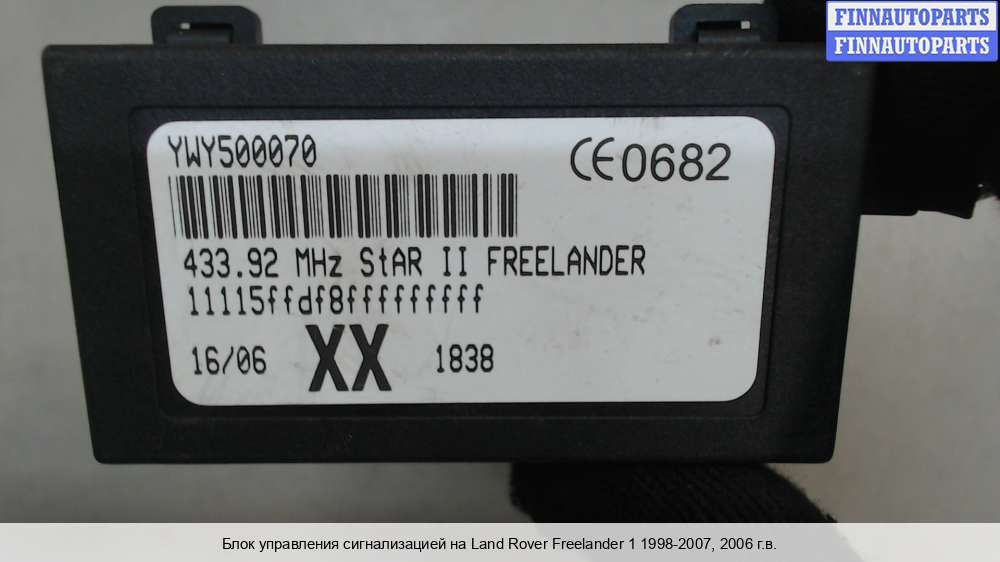 FINNAUTOPARTS
FINNAUTOPARTS
YWY500070
CE0682
433.92 MHz StAR II FREELANDER
11115ffdf8fffffffff
16/06 XX 1838
Блок управления сигнализацией на Land Rover Freelander 1 1998-2007, 2006 г.в.